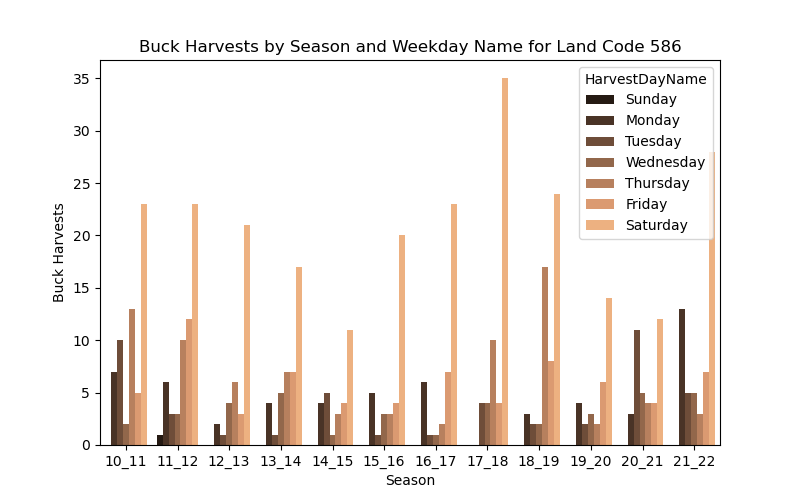 Buck Harvests by Season and Weekday Name for Land Code 586
HarvestDayName
Sunday
Monday
Tuesday
Wednesday
Thursday
Friday
Saturday
35
30
25
20
15
10
5
0
Buck Harvests
10_11 11_12 12_13 13_14 14_15 15_16 16_17 17_18 18_19 19_20 20_21 21_22
Season